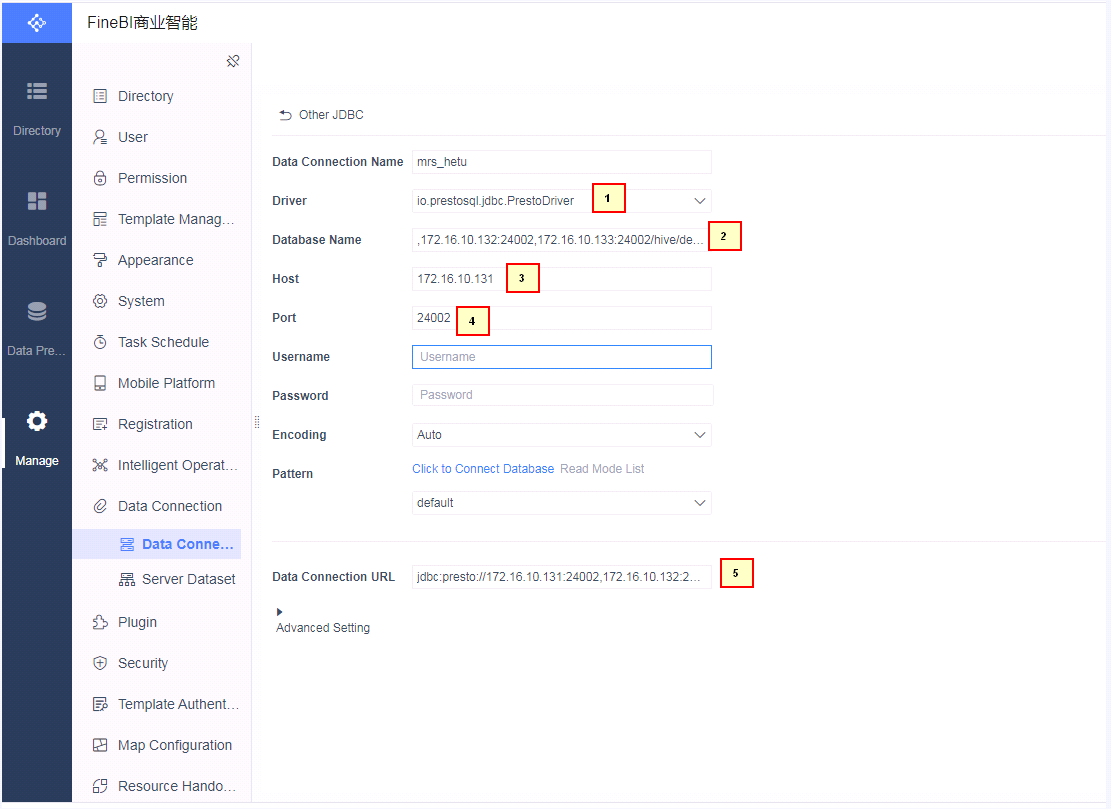 FineBI商业智能
Directory
Dashboard
Data Pre...
Manage
Directory
User
Permission
Template Manag...
Appearance
System
Task Schedule
Mobile Platform
Registration
Intelligent Operat...
Data Connection
Data Conne...
Server Dataset
Plugin
Security
Template Authent...
Map Configuration
Resource Hando...
Other JDBC
Data Connection Name mrs_hetu
Driver io.prestosql.jdbc.PrestoDriver 1
Database Name ,172.16.10.132:24002,172.16.10.133:24002/hive/de... 2
Host 172.16.10.131 3
Port 24002 4
Username Username
Password Password
Encoding Auto
Pattern Click to Connect Database Read Mode List
default
Data Connection URL jdbc:presto://172.16.10.131:24002,172.16.10.132:2... 5
Advanced Setting